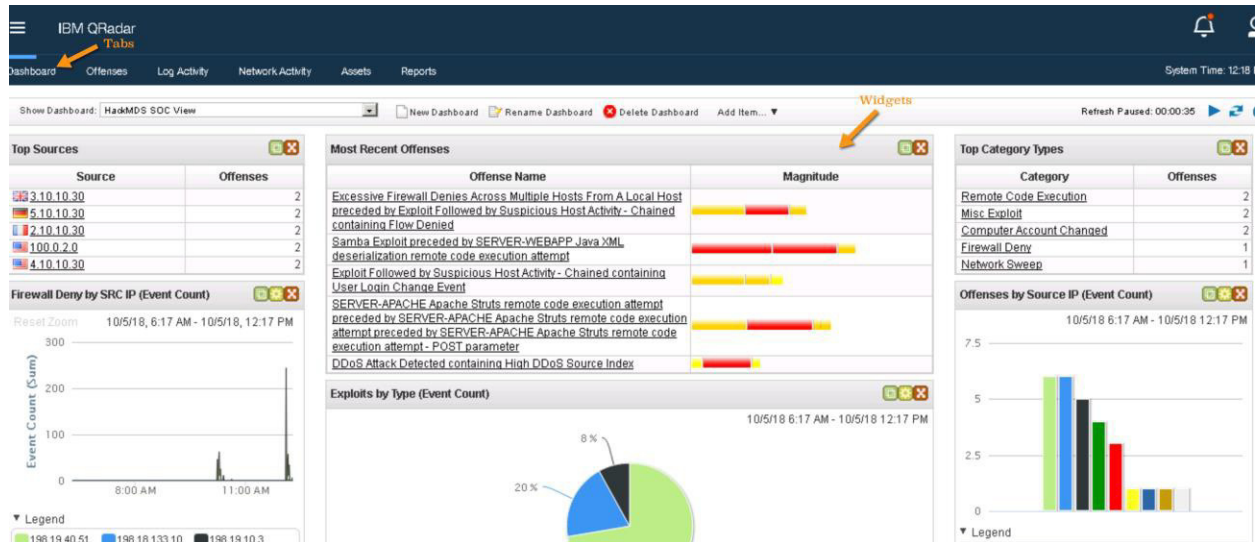 IBM QRadar
Tabs
Dashboard Offenses Log Activity Network Activity Assets Reports
System Time: 12:18
Show Dashboard: HackMDS SOC View
New Dashboard Rename Dashboard Delete Dashboard Add Item... ▼
Widgets
Refresh Paused: 00:00:35
Top Sources
Source Offenses
3.10.10.30 2
5.10.10.30 2
2.10.10.30 2
100.0.2.0 2
4.10.10.30 2
Firewall Deny by SRC IP (Event Count)
Reset Zoom 10/5/18, 6:17 AM - 10/5/18, 12:17 PM
300
200
100
0
Event Count (Sum)
8:00 AM 11:00 AM
▼ Legend
198.19.40.51 198.18.133.10 198.19.10.3
Most Recent Offenses
Offense Name Magnitude
Excessive Firewall Denies Across Multiple Hosts From A Local Host
preceded by Exploit Followed by Suspicious Host Activity - Chained
containing Flow Denied
Samba Exploit preceded by SERVER-WEBAPP Java XML
deserialization remote code execution attempt
Exploit Followed by Suspicious Host Activity - Chained containing
User Login Change Event
SERVER-APACHE Apache Struts remote code execution attempt
preceded by SERVER-APACHE Apache Struts remote code execution
attempt preceded by SERVER-APACHE Apache Struts remote code
execution attempt - POST parameter
DDoS Attack Detected containing High DDoS Source Index
Exploits by Type (Event Count)
10/5/18 6:17 AM - 10/5/18 12:17 PM
8 %
20 %
Top Category Types
Category Offenses
Remote Code Execution 2
Misc Exploit 2
Computer Account Changed 2
Firewall Deny 1
Network Sweep 1
Offenses by Source IP (Event Count)
10/5/18 6:17 AM - 10/5/18 12:17 PM
7.5
5
2.5
0
▼ Legend